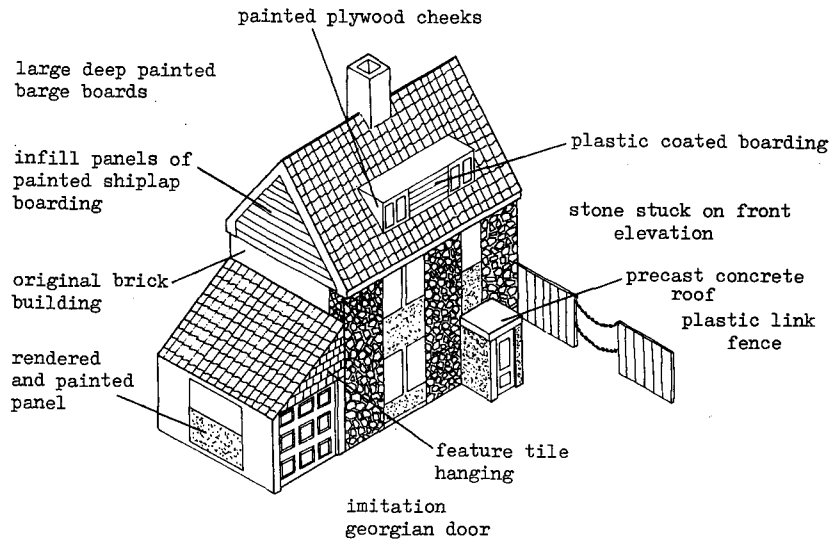 painted plywood cheeks
large deep painted
barge boards
plastic coated boarding
infill panels of
painted shiplap
boarding
stone stuck on front
elevation
original brick
building
precast concrete
roof
plastic link
fence
rendered
and painted
panel
feature tile
hanging
imitation
georgian door